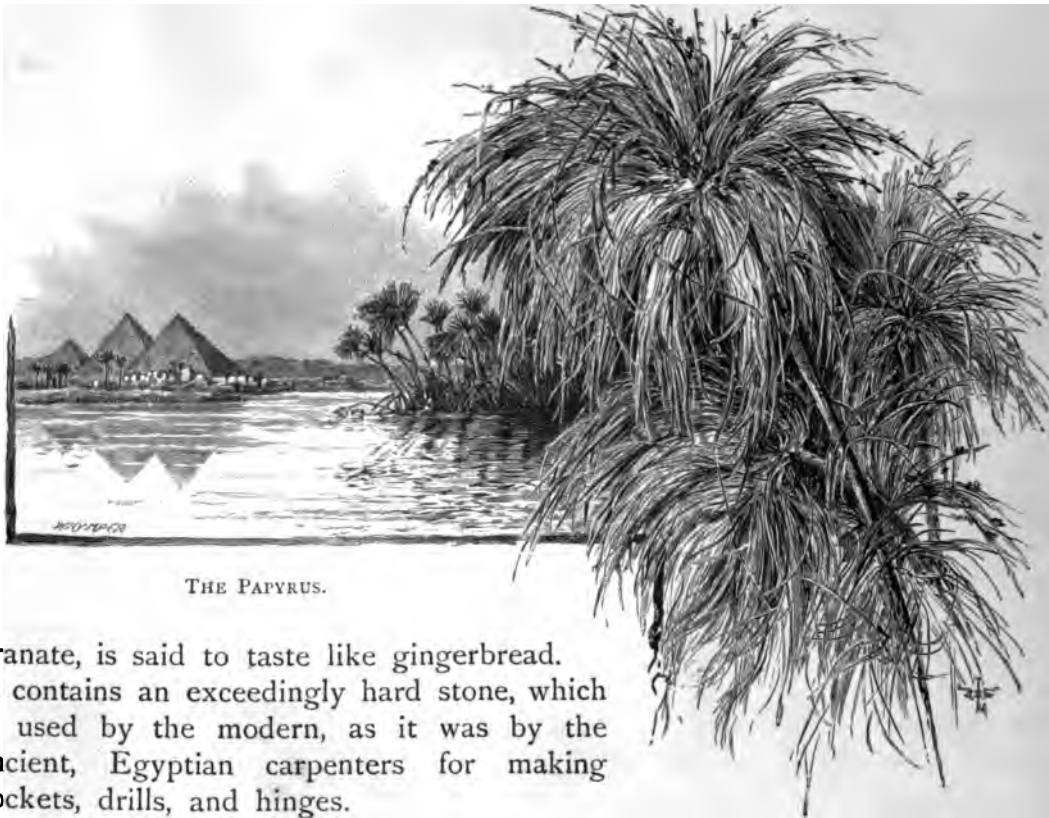 THE PAPYRUS.
ranate, is said to taste like gingerbread.
contains an exceedingly hard stone, which
used by the modern, as it was by the
cient, Egyptian carpenters for making
ockets, drills, and hinges.